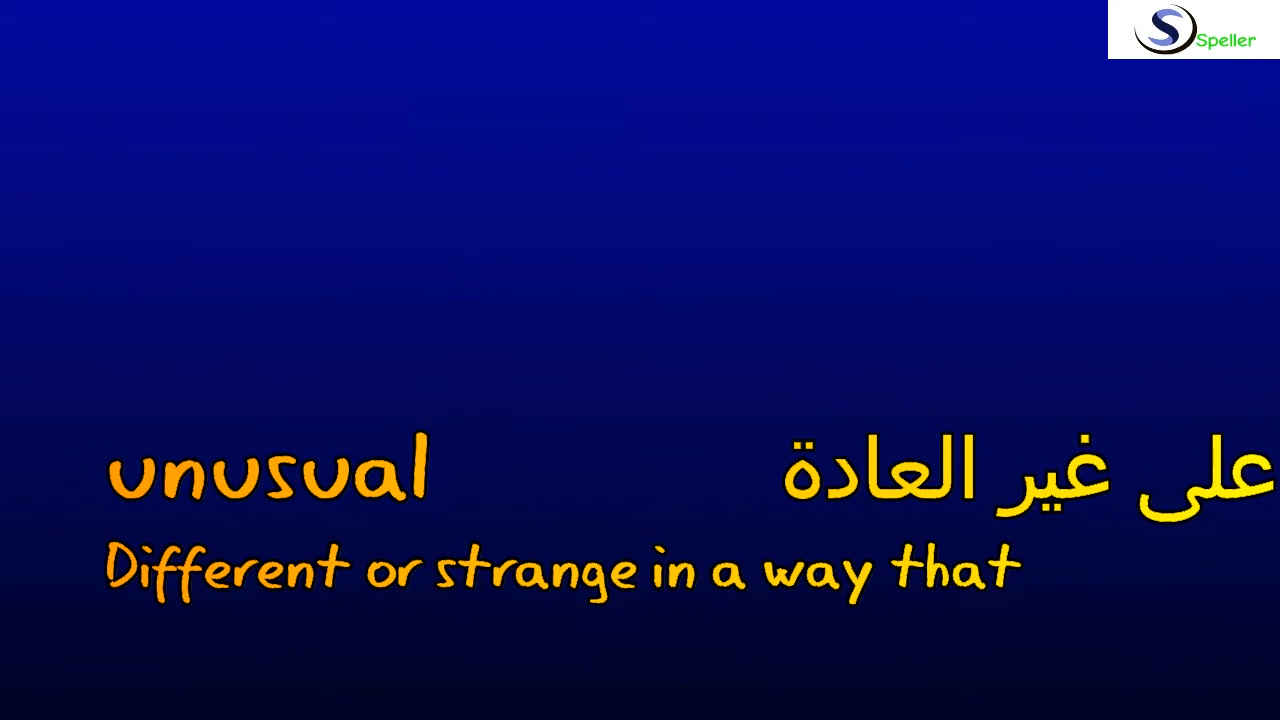 Speller
unusual على غير العادة
Different or strange in a way that